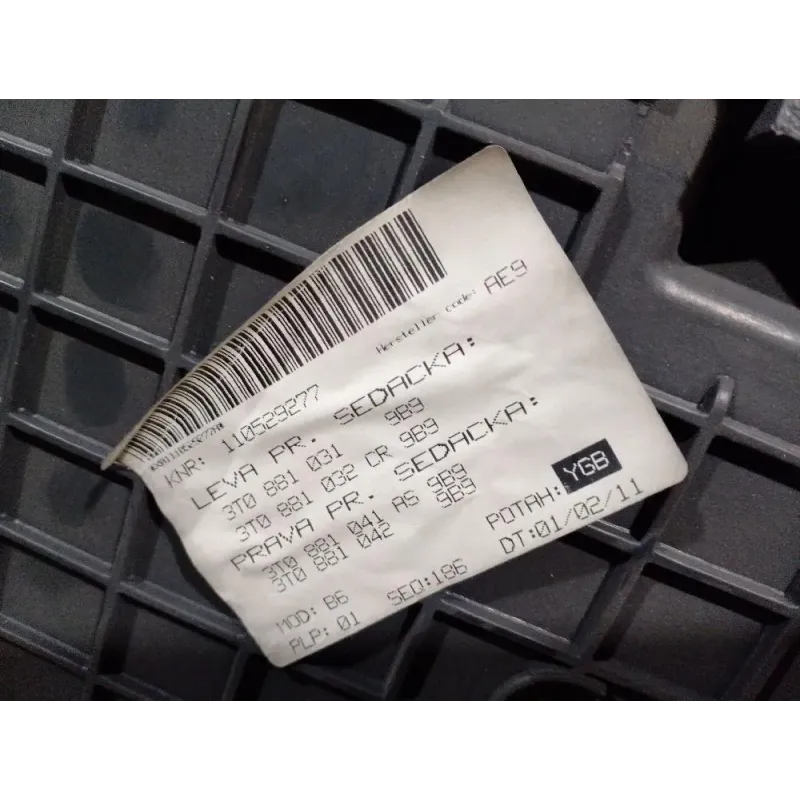 Hersteller code: AE9
KNR: 110529277
LEVA PR. SEDACKA:
3T0 881 031 9B9
3T0 881 032 CR 9B9
PRAVA PR. SEDACKA:
3T0 881 041 AS 9B9
3T0 881 042 9B9
POTAH: YGB
MOD: B6 SEQ:186 DT:01/02/11
PLP: 01